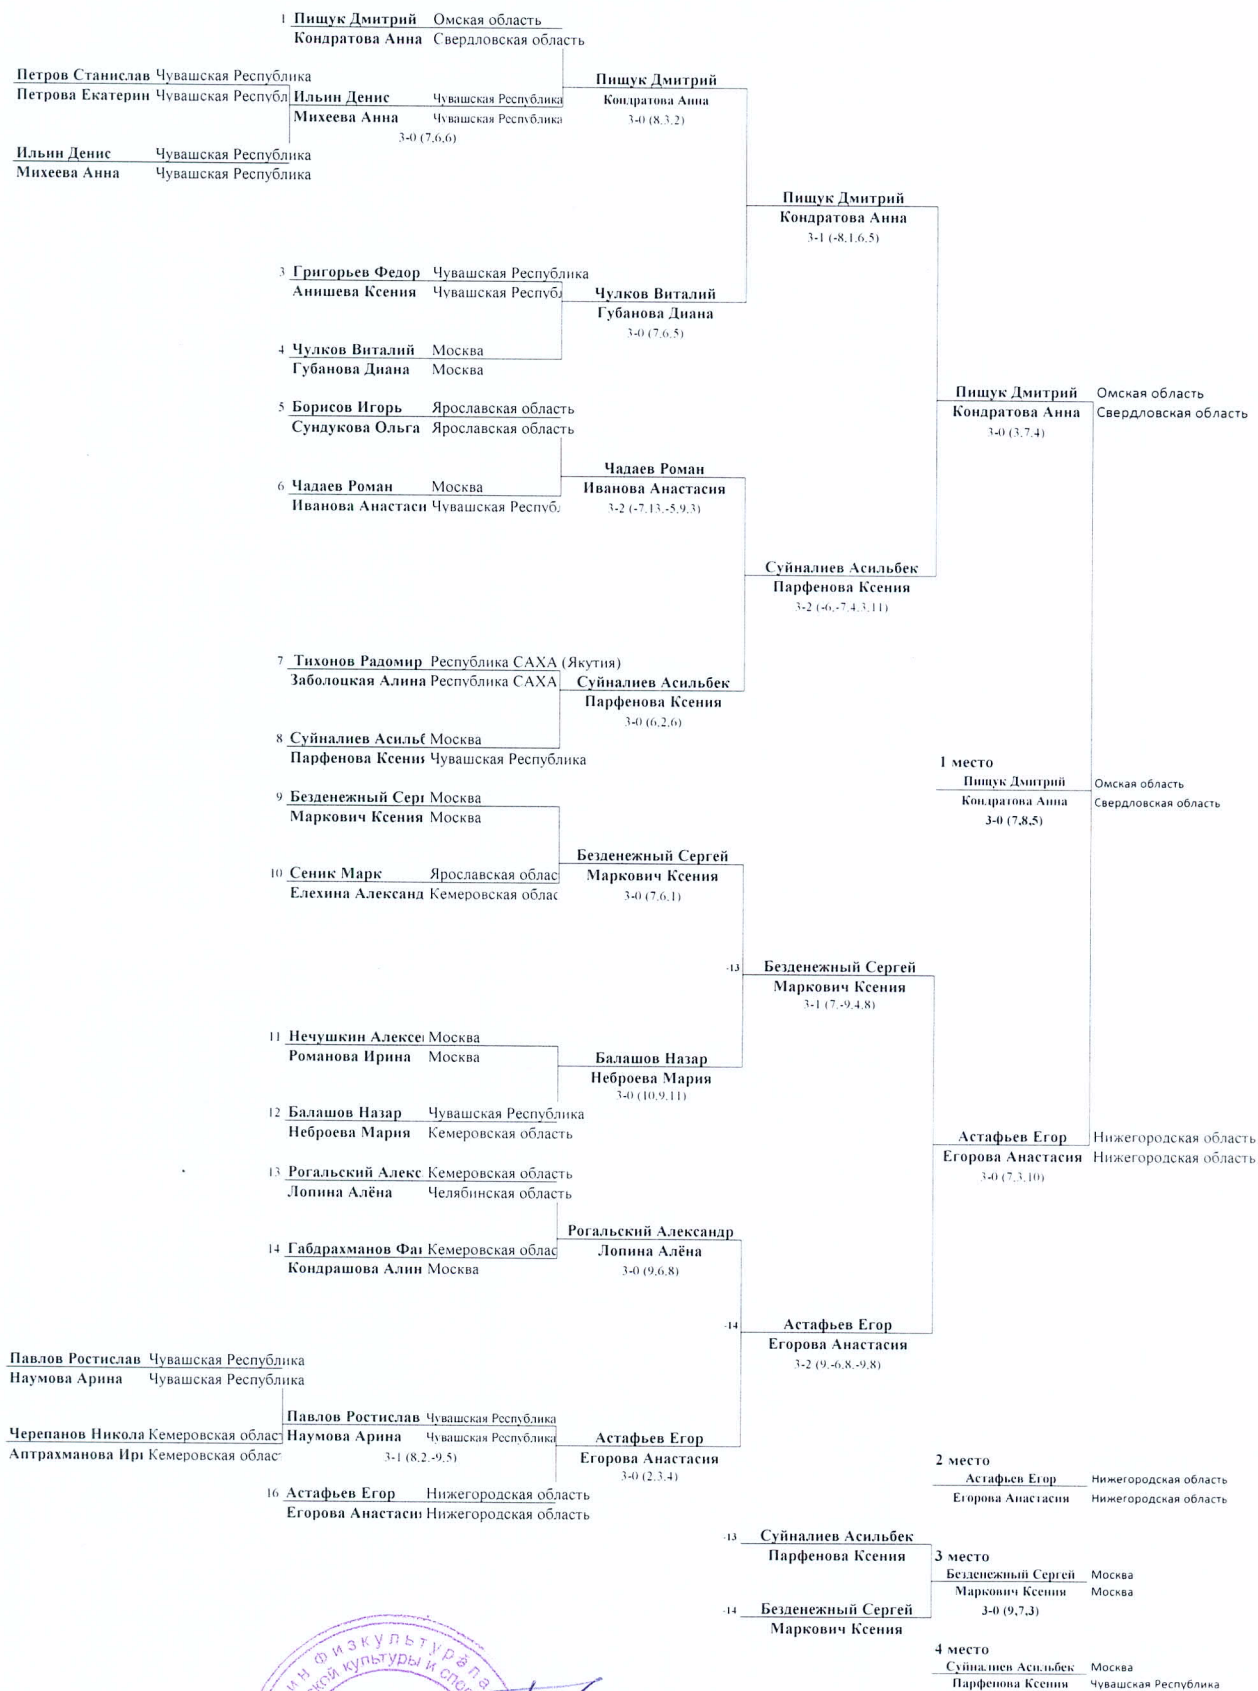 1 Пищук Дмитрий Омская область
Кондратова Анна Свердловская область
Петров Станислав Чувашская Республика
Пищук Дмитрий
Петрова Екатерин Чувашская Республ Ильин Денис Чувашская Республика Кондратова Анна
Михеева Анна Чувашская Республика 3-0 (8,3,2)
3-0 (7,6,6)
Ильин Денис Чувашская Республика
Михеева Анна Чувашская Республика
Пищук Дмитрий
Кондратова Анна
3-1 (-8,1,6,5)
3 Григорьев Федор Чувашская Республика
Анишева Ксения Чувашская Респуб Чулков Виталий
Губанова Диана
3-0 (7,6,5)
4 Чулков Виталий Москва
Губанова Диана Москва
Пищук Дмитрий Омская область
5 Борисов Игорь Ярославская область
Кондратова Анна Свердловская область
Сундукова Ольга Ярославская область
3-0 (3,7,4)
Чадаев Роман
6 Чадаев Роман Москва Иванова Анастасия
Иванова Анастаси Чувашская Респуб 3-2 (-7,13,-5,9,3)
Суйналиев Асильбек
Парфенова Ксения
3-2 (-6,-7,4,3,11)
7 Тихонов Радомир Республика САХА (Якутия)
Заболоцкая Алина Республика САХА Суйналиев Асильбек
Парфенова Ксения
3-0 (6,2,6)
8 Суйналиев Асильб Москва
Парфенова Ксения Чувашская Республика
1 место
Пищук Дмитрий Омская область
9 Безденежный Сер Москва
Кондратова Анна Свердловская область
Маркович Ксения Москва
3-0 (7,8,5)
Безденежный Сергей
10 Сеник Марк Ярославская облас Маркович Ксения
Елехина Александ Кемеровская облас 3-0 (7,6,1)
-13 Безденежный Сергей
Маркович Ксения
3-1 (7,-9,4,8)
11 Нечушкин Алексе Москва
Романова Ирина Москва Балашов Назар
Неброева Мария
3-0 (10,9,11)
12 Балашов Назар Чувашская Республика
Неброева Мария Кемеровская область
Астафьев Егор Нижегородская область
Егорова Анастасия Нижегородская область
13 Рогальский Алекс Кемеровская область
3-0 (7,3,10)
Лопина Алёна Челябинская область
Рогальский Александр
14 Габдрахманов Фа Кемеровская облас Лопина Алёна
Кондрашова Алин Москва 3-0 (9,6,8)
-14 Астафьев Егор
Егорова Анастасия
3-2 (9,-6,8,-9,8)
Павлов Ростислав Чувашская Республика
Наумова Арина Чувашская Республика
Павлов Ростислав Чувашская Республика
Черепанов Никола Кемеровская облас Наумова Арина Чувашская Республика Астафьев Егор
Аптрахманова Ир Кемеровская облас 3-1 (8,2,-9,5) Егорова Анастасия
3-0 (2,3,4)
2 место
Астафьев Егор Нижегородская область
16 Астафьев Егор Нижегородская область
Егорова Анастасия Нижегородская область
Егорова Анастаси Нижегородская область
-13 Суйналиев Асильбек
Парфенова Ксения 3 место
Безденежный Сергей Москва
Маркович Ксения Москва
-14 Безденежный Сергей 3-0 (9,7,3)
Маркович Ксения
4 место
Суйналиев Асильбек Москва
Парфенова Ксения Чувашская Республика